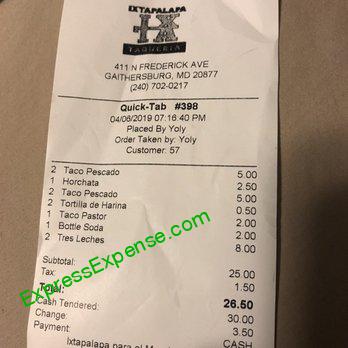 IXTAPALAPA
TAQUERIA
411 N FREDERICK AVE
GAITHERSBURG, MD 20877
(240) 702-0217
Quick-Tab #398
04/06/2019 07:16:40 PM
Placed By Yoly
Order Taken by: Yoly
Customer: 57
2 Taco Pescado 5.00
1 Horchata 2.50
2 Taco Pescado 5.00
2 Tortilla de Harina 0.50
1 Taco Pastor 2.00
1 Bottle Soda 2.00
2 Tres Leches 8.00
Subtotal: 25.00
Tax: 1.50
Total: 26.50
Cash Tendered: 30.00
Change: 3.50
Payment: CASH
Ixtapalapa para el
ExpressExpense.com